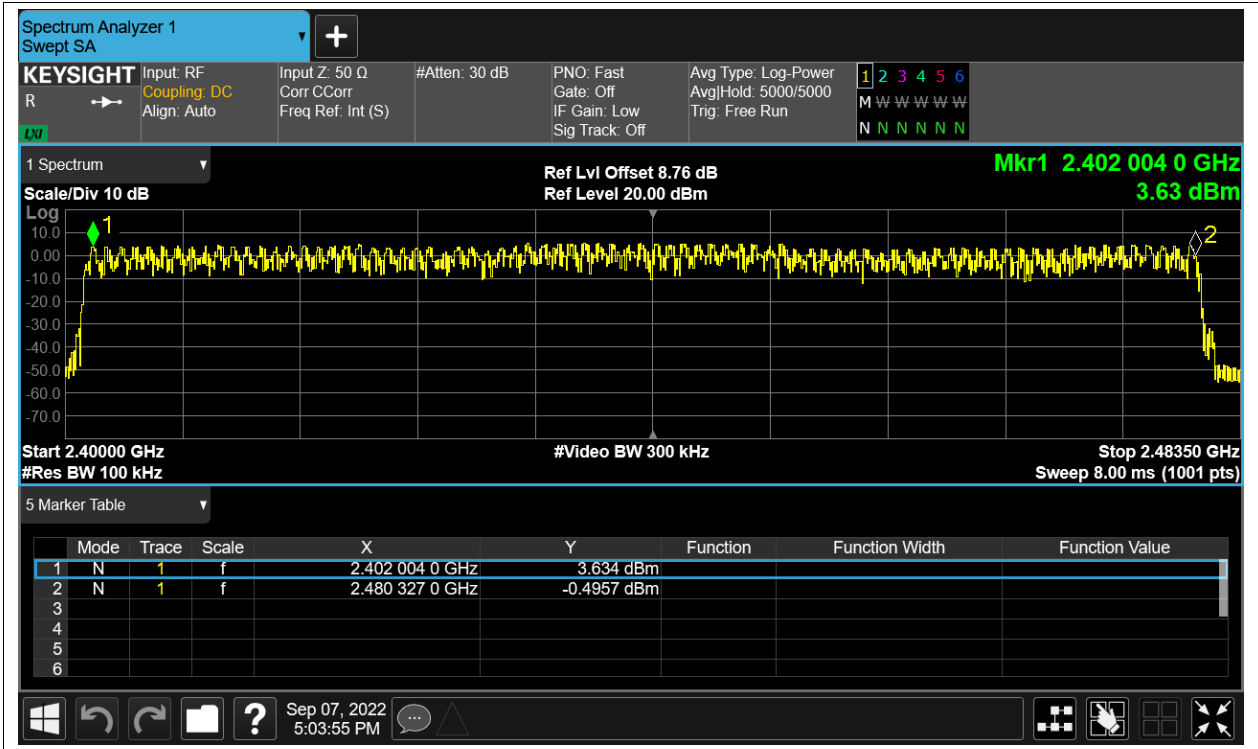 Spectrum Analyzer 1
Swept SA
KEYSIGHT
R
LXI
Input: RF
Coupling: DC
Align: Auto
Input Z: 50 Ω
Corr CCorr
Freq Ref: Int (S)
#Atten: 30 dB
PNO: Fast
Gate: Off
IF Gain: Low
Sig Track: Off
Avg Type: Log-Power
Avg|Hold: 5000/5000
Trig: Free Run
1 2 3 4 5 6
M W W W W W
N N N N N N
1 Spectrum
Scale/Div 10 dB
Ref Lvl Offset 8.76 dB
Ref Level 20.00 dBm
Mkr1 2.402 004 0 GHz
3.63 dBm
Log
10.0
0.00
-10.0
-20.0
-30.0
-40.0
-50.0
-60.0
-70.0
1
2
Start 2.40000 GHz
#Res BW 100 kHz
#Video BW 300 kHz
Stop 2.48350 GHz
Sweep 8.00 ms (1001 pts)
5 Marker Table
Mode Trace Scale X Y Function Function Width Function Value
1 N 1 f 2.402 004 0 GHz 3.634 dBm
2 N 1 f 2.480 327 0 GHz -0.4957 dBm
3
4
5
6
?
Sep 07, 2022
5:03:55 PM